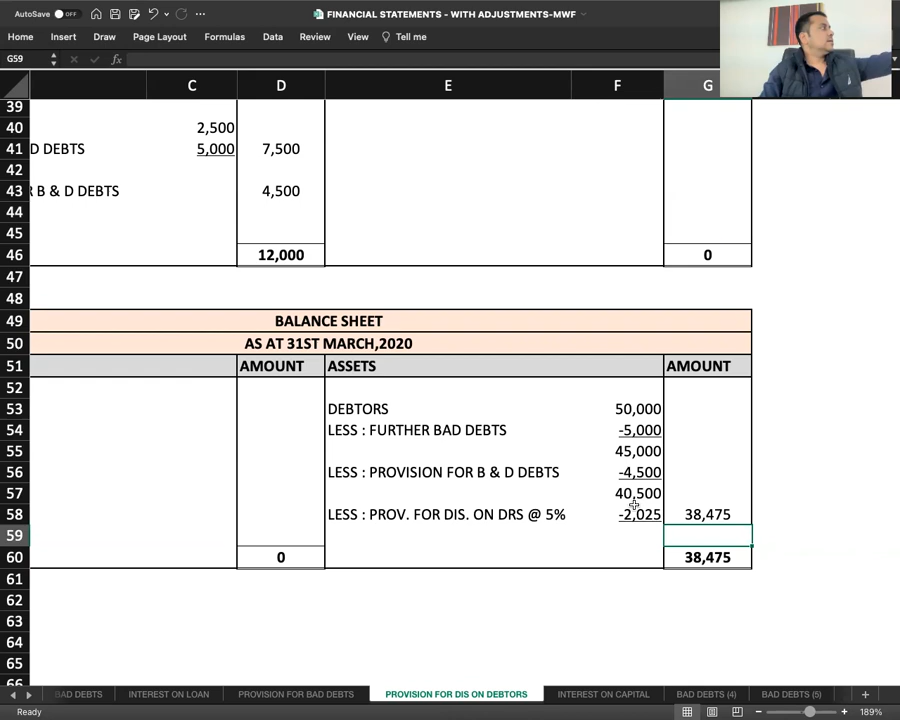 AutoSave OFF ... FINANCIAL STATEMENTS - WITH ADJUSTMENTS-MWF
Home Insert Draw Page Layout Formulas Data Review View Tell me
G59 fx
C D E F G
39
40 2,500
41 D DEBTS 5,000 7,500
42
43 R B & D DEBTS 4,500
44
45
46 12,000 0
47
48
49 BALANCE SHEET
50 AS AT 31ST MARCH,2020
51 AMOUNT ASSETS AMOUNT
52
53 DEBTORS 50,000
54 LESS : FURTHER BAD DEBTS -5,000
55 45,000
56 LESS : PROVISION FOR B & D DEBTS -4,500
57 40,500
58 LESS : PROV. FOR DIS. ON DRS @ 5% -2,025 38,475
59
60 0 38,475
61
62
63
64
65
66
BAD DEBTS INTEREST ON LOAN PROVISION FOR BAD DEBTS PROVISION FOR DIS ON DEBTORS INTEREST ON CAPITAL BAD DEBTS (4) BAD DEBTS (5) +
Ready - + 189%